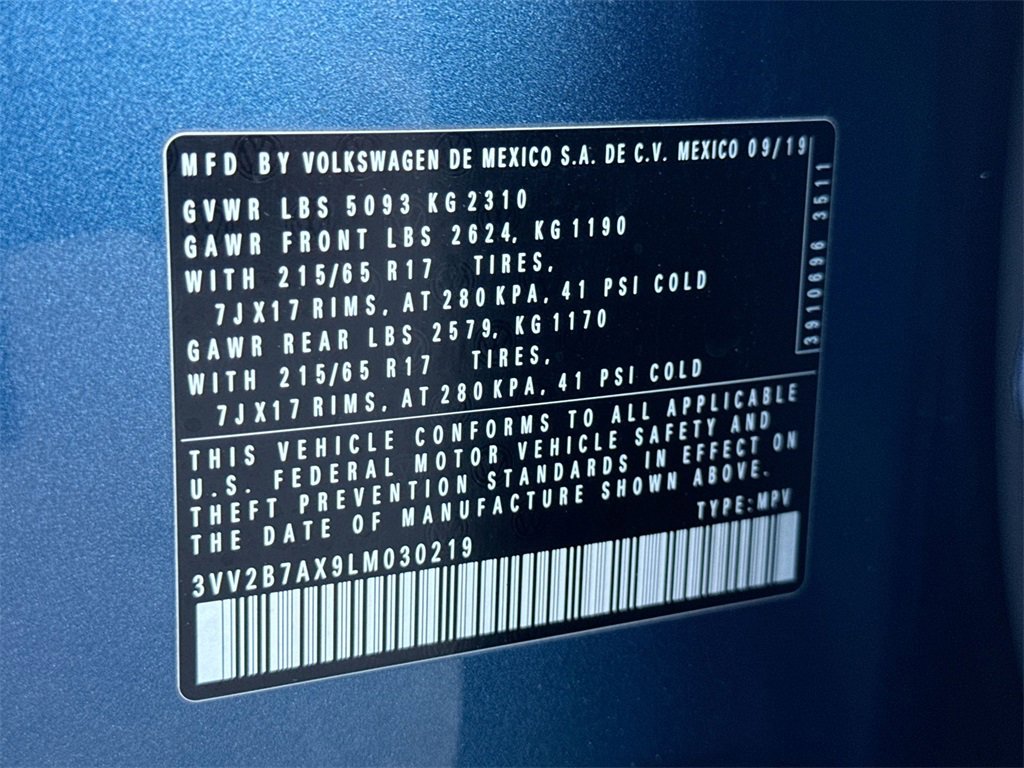 MFD BY VOLKSWAGEN DE MEXICO S.A. DE C.V. MEXICO 09/19
GVWR LBS 5093 KG 2310
GAWR FRONT LBS 2624, KG 1190
WITH 215/65 R17 TIRES,
7JX17 RIMS, AT 280 KPA, 41 PSI COLD
GAWR REAR LBS 2579, KG 1170
WITH 215/65 R17 TIRES,
7JX17 RIMS, AT 280 KPA, 41 PSI COLD
3910696 3511
THIS VEHICLE CONFORMS TO ALL APPLICABLE
U.S. FEDERAL MOTOR VEHICLE SAFETY AND
THEFT PREVENTION STANDARDS IN EFFECT ON
THE DATE OF MANUFACTURE SHOWN ABOVE.
TYPE:MPV
3VV2B7AX9LM030219